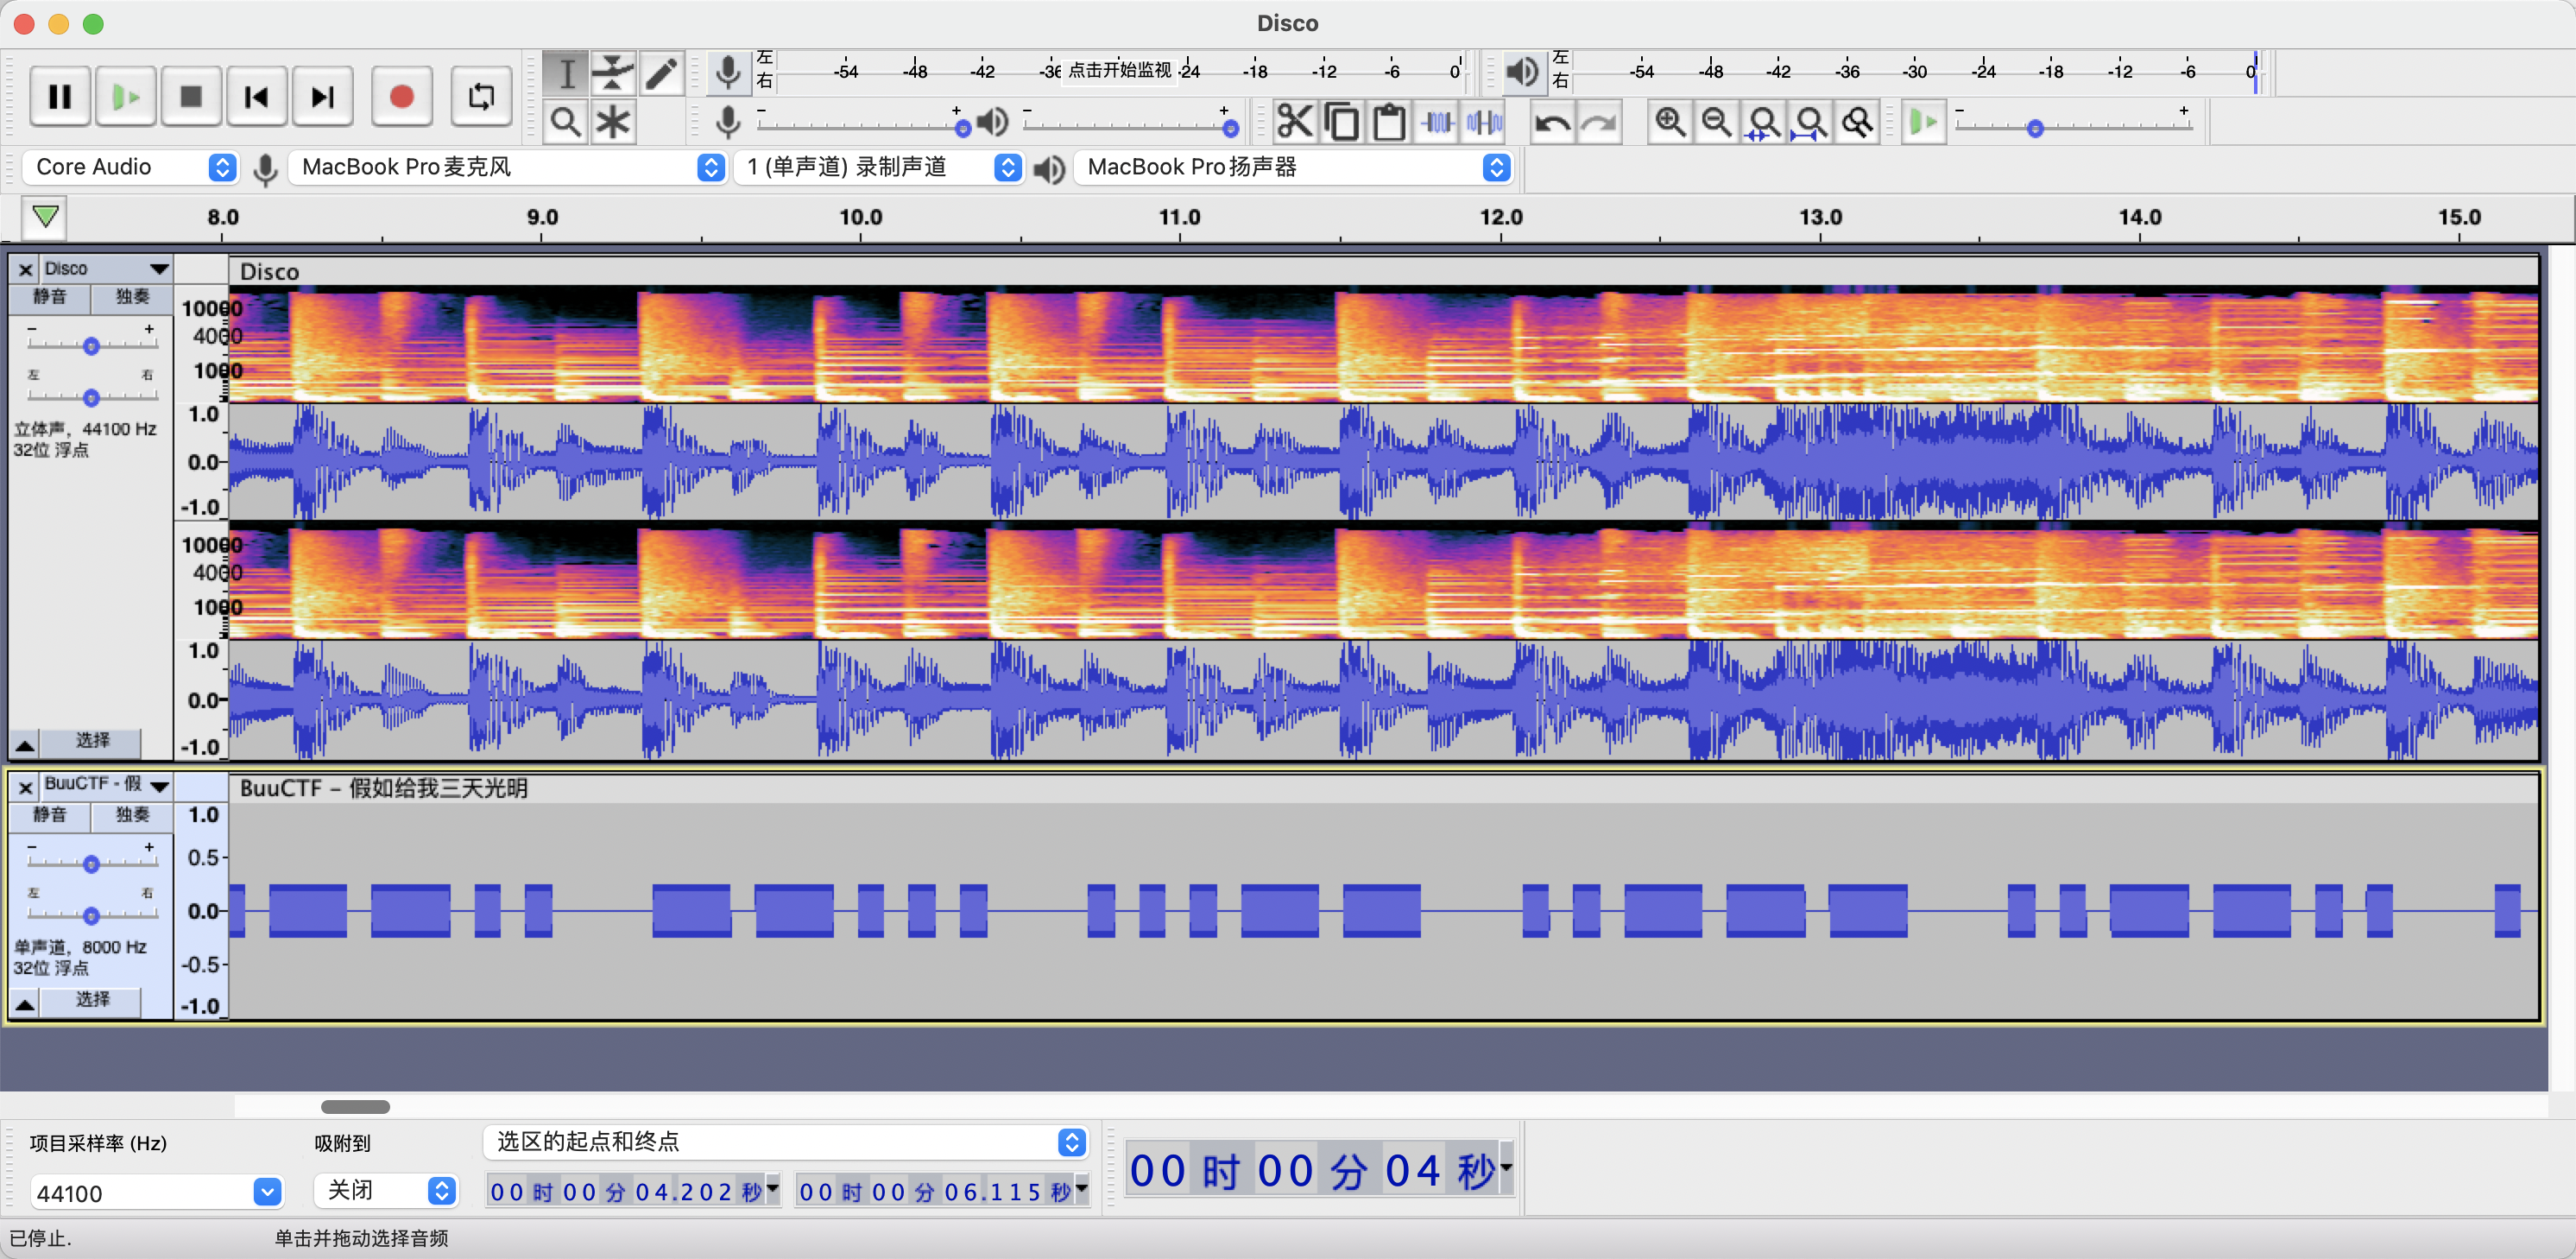 Disco
左
右
-54 -48 -42 -36 点击开始监视 -24 -18 -12 -6 0
左
右
-54 -48 -42 -36 -30 -24 -18 -12 -6 0
- +
- +
- +
Core Audio
MacBook Pro麦克风
1 (单声道) 录制声道
MacBook Pro扬声器
8.0 9.0 10.0 11.0 12.0 13.0 14.0 15.0
Disco
Disco
静音 独奏
- +
左 右
立体声, 44100 Hz
32位 浮点
选择
10000
4000
1000
1.0
0.0
-1.0
10000
4000
1000
1.0
0.0
-1.0
BuuCTF - 假
BuuCTF - 假如给我三天光明
静音 独奏
- +
左 右
单声道, 8000 Hz
32位 浮点
选择
1.0
0.5
0.0
-0.5
-1.0
项目采样率 (Hz)
吸附到
选区的起点和终点
44100
关闭
00 时 00 分 04.202 秒
00 时 00 分 06.115 秒
00 时 00 分 04 秒
已停止.
单击并拖动选择音频